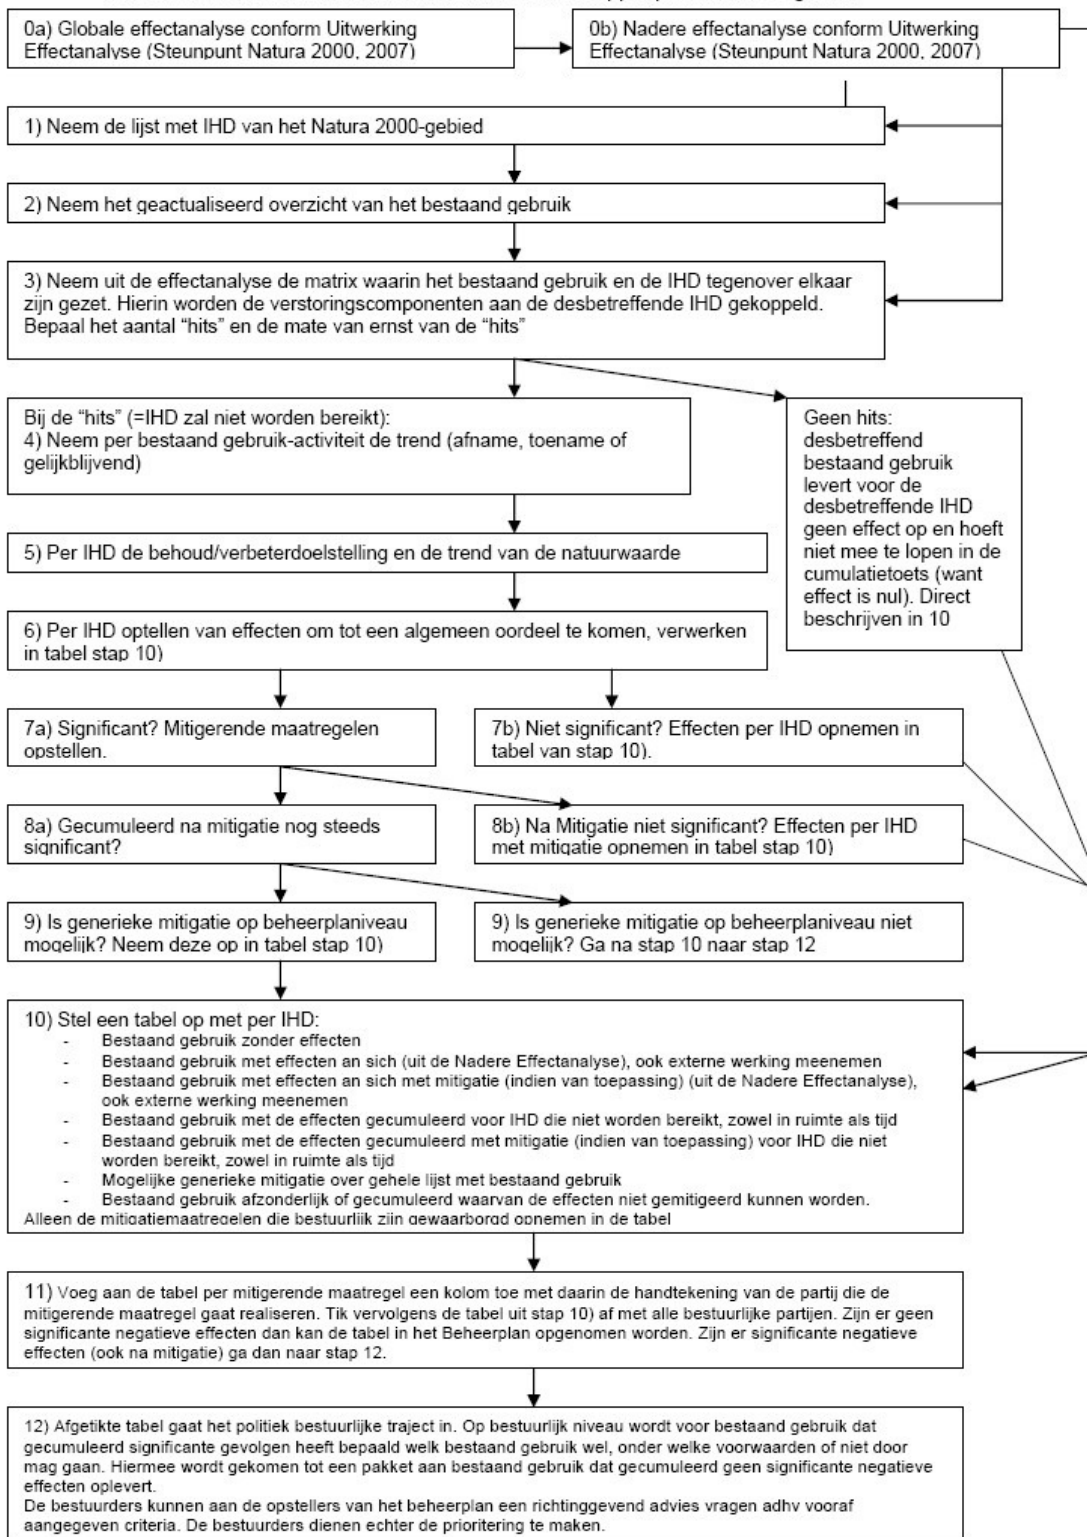 0a) Globale effectanalyse conform Uitwerking
Effectanalyse (Steunpunt Natura 2000, 2007)
0b) Nadere effectanalyse conform Uitwerking
Effectanalyse (Steunpunt Natura 2000, 2007)
1) Neem de lijst met IHD van het Natura 2000-gebied
2) Neem het geactualiseerd overzicht van het bestaand gebruik
3) Neem uit de effectanalyse de matrix waarin het bestaand gebruik en de IHD tegenover elkaar
zijn gezet. Hierin worden de verstoringscomponenten aan de desbetreffende IHD gekoppeld.
Bepaal het aantal “hits” en de mate van ernst van de “hits”
Bij de “hits” (=IHD zal niet worden bereikt):
4) Neem per bestaand gebruik-activiteit de trend (afname, toename of
gelijkblijvend)
Geen hits:
desbetreffend
bestaand gebruik
levert voor de
desbetreffende IHD
geen effect op en hoeft
niet mee te lopen in de
cumulatietoets (want
effect is nul). Direct
beschrijven in 10
5) Per IHD de behoud/verbeterdoelstelling en de trend van de natuurwaarde
6) Per IHD optellen van effecten om tot een algemeen oordeel te komen, verwerken
in tabel stap 10)
7a) Significant? Mitigerende maatregelen
opstellen.
7b) Niet significant? Effecten per IHD opnemen in
tabel van stap 10).
8a) Gecumuleerd na mitigatie nog steeds
significant?
8b) Na Mitigatie niet significant? Effecten per IHD
met mitigatie opnemen in tabel stap 10)
9) Is generieke mitigatie op beheerplaniveau
mogelijk? Neem deze op in tabel stap 10)
9) Is generieke mitigatie op beheerplaniveau niet
mogelijk? Ga na stap 10 naar stap 12
10) Stel een tabel op met per IHD:
- Bestaand gebruik zonder effecten
- Bestaand gebruik met effecten an sich (uit de Nadere Effectanalyse), ook externe werking meenemen
- Bestaand gebruik met effecten an sich met mitigatie (indien van toepassing) (uit de Nadere Effectanalyse),
ook externe werking meenemen
- Bestaand gebruik met de effecten gecumuleerd voor IHD die niet worden bereikt, zowel in ruimte als tijd
- Bestaand gebruik met de effecten gecumuleerd met mitigatie (indien van toepassing) voor IHD die niet
worden bereikt, zowel in ruimte als tijd
- Mogelijke generieke mitigatie over gehele lijst met bestaand gebruik
- Bestaand gebruik afzonderlijk of gecumuleerd waarvan de effecten niet gemitigeerd kunnen worden.
Alleen de mitigatiemaatregelen die bestuurlijk zijn gewaarborgd opnemen in de tabel
11) Voeg aan de tabel per mitigerende maatregel een kolom toe met daarin de handtekening van de partij die de
mitigerende maatregel gaat realiseren. Tik vervolgens de tabel uit stap 10) af met alle bestuurlijke partijen. Zijn er geen
significante negatieve effecten dan kan de tabel in het Beheerplan opgenomen worden. Zijn er significante negatieve
effecten (ook na mitigatie) ga dan naar stap 12.
12) Afgetikte tabel gaat het politiek bestuurlijke traject in. Op bestuurlijk niveau wordt voor bestaand gebruik dat
gecumuleerd significante gevolgen heeft bepaald welk bestaand gebruik wel, onder welke voorwaarden of niet door
mag gaan. Hiermee wordt gekomen tot een pakket aan bestaand gebruik dat gecumuleerd geen significante negatieve
effecten oplevert.
De bestuurders kunnen aan de opstellers van het beheerplan een richtinggevend advies vragen adhv vooraf
aangegeven criteria. De bestuurders dienen echter de prioritering te maken.